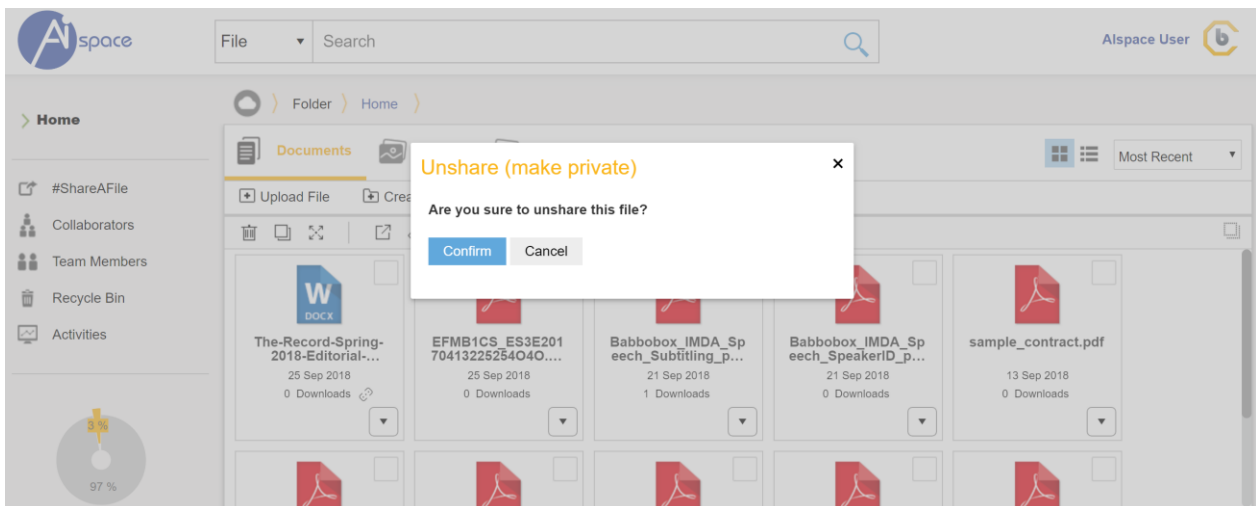 Ai space
File
Search
AIspace User
b
Folder
Home
Home
Documents
Most Recent
Unshare (make private)
x
Upload File
Crea
Are you sure to unshare this file?
Confirm
Cancel
#ShareAFile
Collaborators
Team Members
Recycle Bin
Activities
W
DOCX
The-Record-Spring-
2018-Editorial-...
25 Sep 2018
0 Downloads
EFMB1CS_ES3E201
70413225254O4O....
25 Sep 2018
0 Downloads
Babbobox_IMDA_Sp
eech_Subtitling_p...
21 Sep 2018
1 Downloads
Babbobox_IMDA_Sp
eech_SpeakerID_p...
21 Sep 2018
0 Downloads
sample_contract.pdf
13 Sep 2018
0 Downloads
3 %
97 %